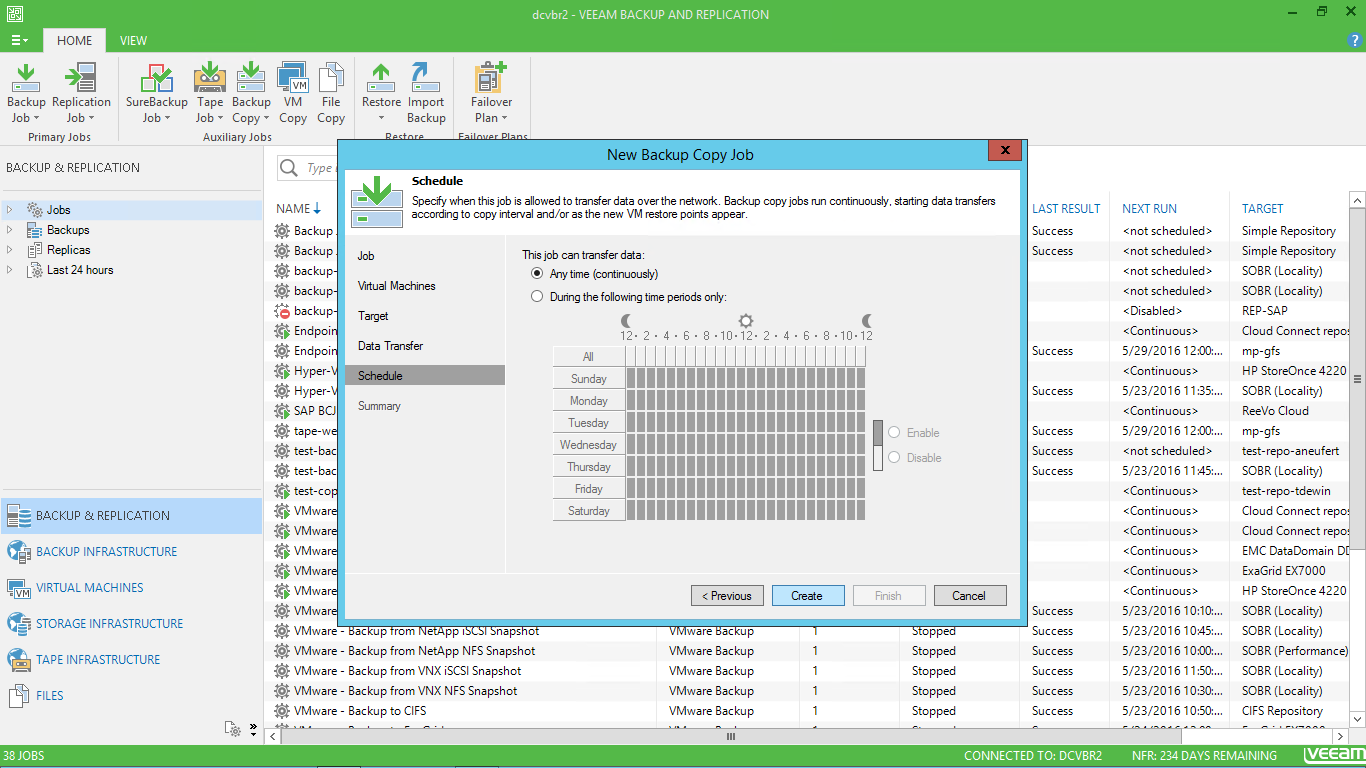 dcvbr2 - VEEAM BACKUP AND REPLICATION
HOME VIEW
Backup Job
Replication Job
SureBackup Job
Tape Job
Backup Copy
VM Copy
File Copy
Restore
Import Backup
Failover Plan
Primary Jobs
Auxiliary Jobs
Restore
Failover Plans
BACKUP & REPLICATION
Jobs
Backups
Replicas
Last 24 hours
BACKUP & REPLICATION
BACKUP INFRASTRUCTURE
VIRTUAL MACHINES
STORAGE INFRASTRUCTURE
TAPE INFRASTRUCTURE
FILES
Type
NAME LAST RESULT NEXT RUN TARGET
Backup Success <not scheduled> Simple Repository
Backup Success <not scheduled> Simple Repository
backup- <not scheduled> SOBR (Locality)
backup- <not scheduled> SOBR (Locality)
backup- <Disabled> REP-SAP
Endpoin <Continuous> Cloud Connect repos
Endpoin Success 5/29/2016 12:00:... mp-gfs
Hyper-V <Continuous> HP StoreOnce 4220
Hyper-V Success 5/23/2016 11:35:... SOBR (Locality)
SAP BCJ <Continuous> ReeVo Cloud
tape-we Success 5/29/2016 12:00:... mp-gfs
test-bac Success <not scheduled> test-repo-aneufert
test-bac Success 5/23/2016 11:45:... SOBR (Locality)
test-cop <Continuous> test-repo-tdewin
VMware <Continuous> Cloud Connect repos
VMware <Continuous> Cloud Connect repos
VMware <Continuous> EMC DataDomain DD
VMware <Continuous> ExaGrid EX7000
VMware <Continuous> HP StoreOnce 4220
VMware Success 5/23/2016 10:10:... SOBR (Locality)
VMware - Backup from NetApp iSCSI Snapshot VMware Backup 1 Stopped Success 5/23/2016 10:45:... SOBR (Locality)
VMware - Backup from NetApp NFS Snapshot VMware Backup 1 Stopped Success 5/23/2016 10:00:... SOBR (Performance)
VMware - Backup from VNX iSCSI Snapshot VMware Backup 1 Stopped Success 5/23/2016 11:50:... SOBR (Locality)
VMware - Backup from VNX NFS Snapshot VMware Backup 1 Stopped Success 5/23/2016 10:30:... SOBR (Locality)
VMware - Backup to CIFS VMware Backup 1 Stopped Success 5/23/2016 10:50:... CIFS Repository
New Backup Copy Job
Schedule
Specify when this job is allowed to transfer data over the network. Backup copy jobs run continuously, starting data transfers
according to copy interval and/or as the new VM restore points appear.
Job
Virtual Machines
Target
Data Transfer
Schedule
Summary
This job can transfer data:
Any time (continuously)
During the following time periods only:
12 · 2 · 4 · 6 · 8 · 10 · 12 · 2 · 4 · 6 · 8 · 10 · 12
All
Sunday
Monday
Tuesday
Wednesday
Thursday
Friday
Saturday
Enable
Disable
< Previous Create Finish Cancel
38 JOBS CONNECTED TO: DCVBR2 NFR: 234 DAYS REMAINING veeam